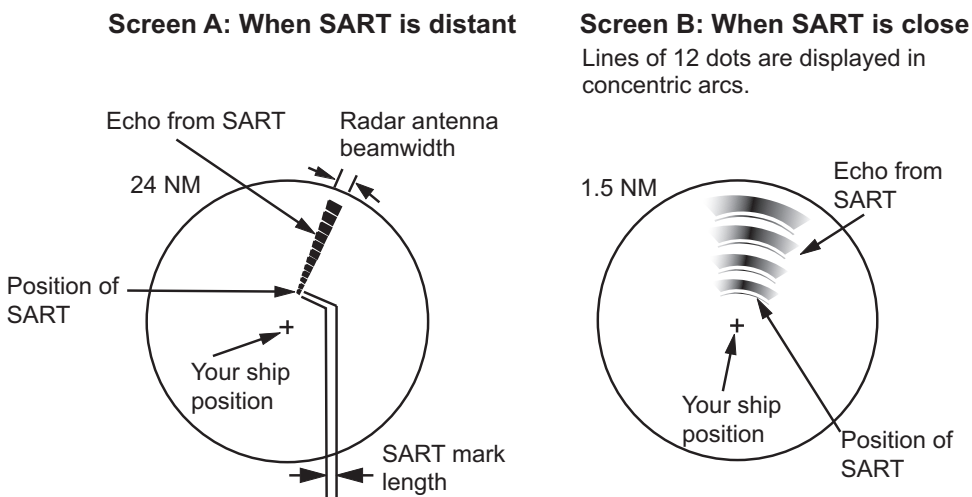 Screen A: When SART is distant
Echo from SART
Radar antenna
beamwidth
24 NM
Position of
SART
Your ship
position
SART mark
length
Screen B: When SART is close
Lines of 12 dots are displayed in
concentric arcs.
1.5 NM
Echo from
SART
Your ship
position
Position of
SART